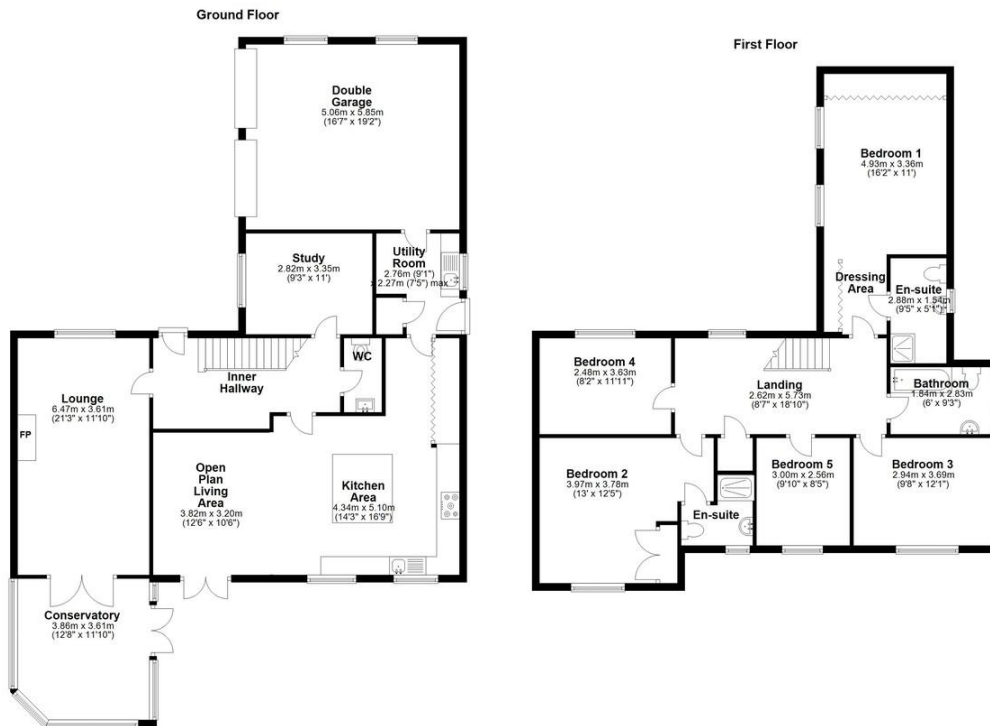 Ground Floor
Double
Garage
5.06m x 5.85m
(16'7" x 19'2")
Study
2.82m x 3.35m
(9'3" x 11')
Utility
Room
2.76m (9'1")
x 2.27m (7'5") max
WC
Inner
Hallway
Lounge
6.47m x 3.61m
(21'3" x 11'10")
FP
Open
Plan
Living
Area
3.82m x 3.20m
(12'6" x 10'6")
Kitchen
Area
4.34m x 5.10m
(14'3" x 16'9")
Conservatory
3.86m x 3.61m
(12'8" x 11'10")
First Floor
Bedroom 1
4.93m x 3.36m
(16'2" x 11')
Dressing
Area
En-suite
2.88m x 1.54m
(9'5" x 5'1")
Bedroom 4
2.48m x 3.63m
(8'2" x 11'11")
Landing
2.62m x 5.73m
(8'7" x 18'10")
Bathroom
1.84m x 2.83m
(6' x 9'3")
Bedroom 2
3.97m x 3.78m
(13' x 12'5")
En-suite
Bedroom 5
3.00m x 2.56m
(9'10" x 8'5")
Bedroom 3
2.94m x 3.69m
(9'8" x 12'1")